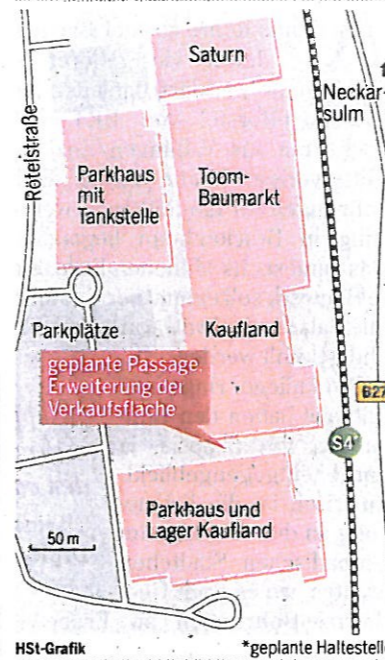 Saturn
Neckar-
sulm
Rötelstraße
Parkhaus
mit
Tankstelle
Toom-
Baumarkt
Parkplätze
Kaufland
geplante Passage.
Erweiterung der
Verkaufsfläche
B27
S4*
Parkhaus und
Lager Kaufland
50 m
HSt-Grafik
*geplante Haltestell